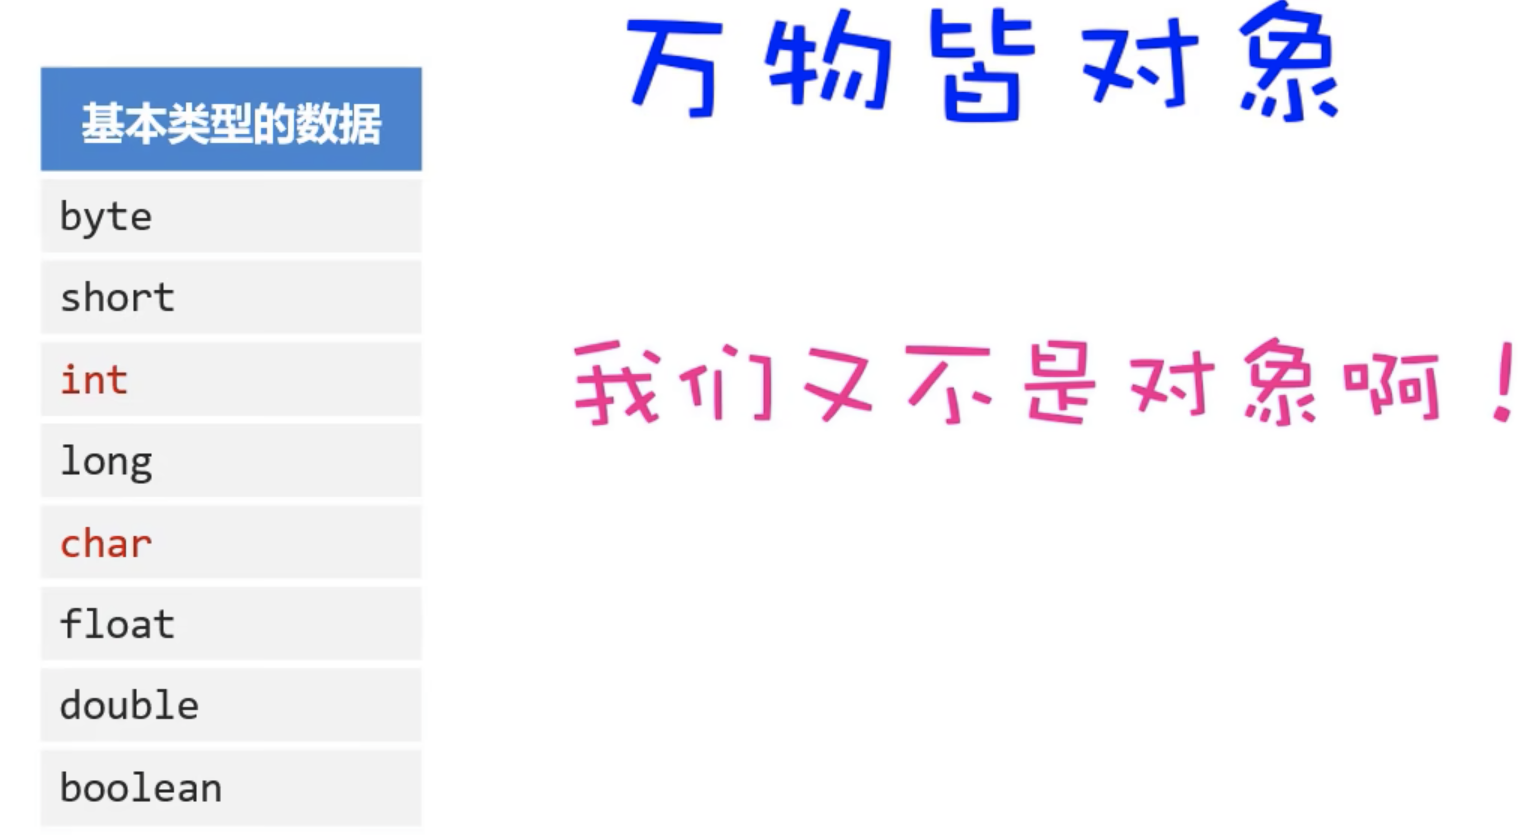 万物皆对象
基本类型的数据
byte
short
int
我们又不是对象啊！
long
char
float
double
boolean